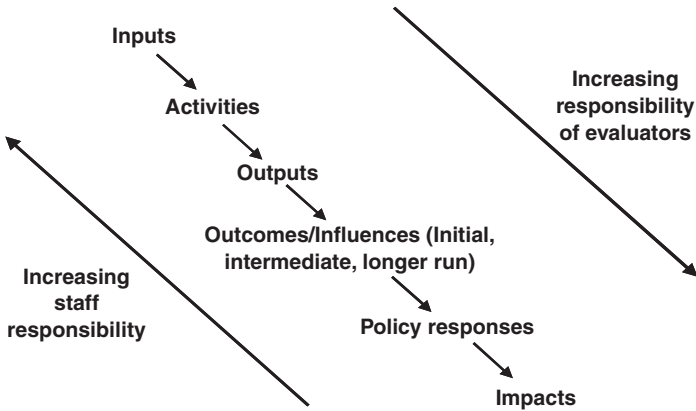 Inputs
Activities
Outputs
Outcomes/Influences (Initial,
intermediate, longer run)
Policy responses
Impacts
Increasing
responsibility
of evaluators
Increasing
staff
responsibility